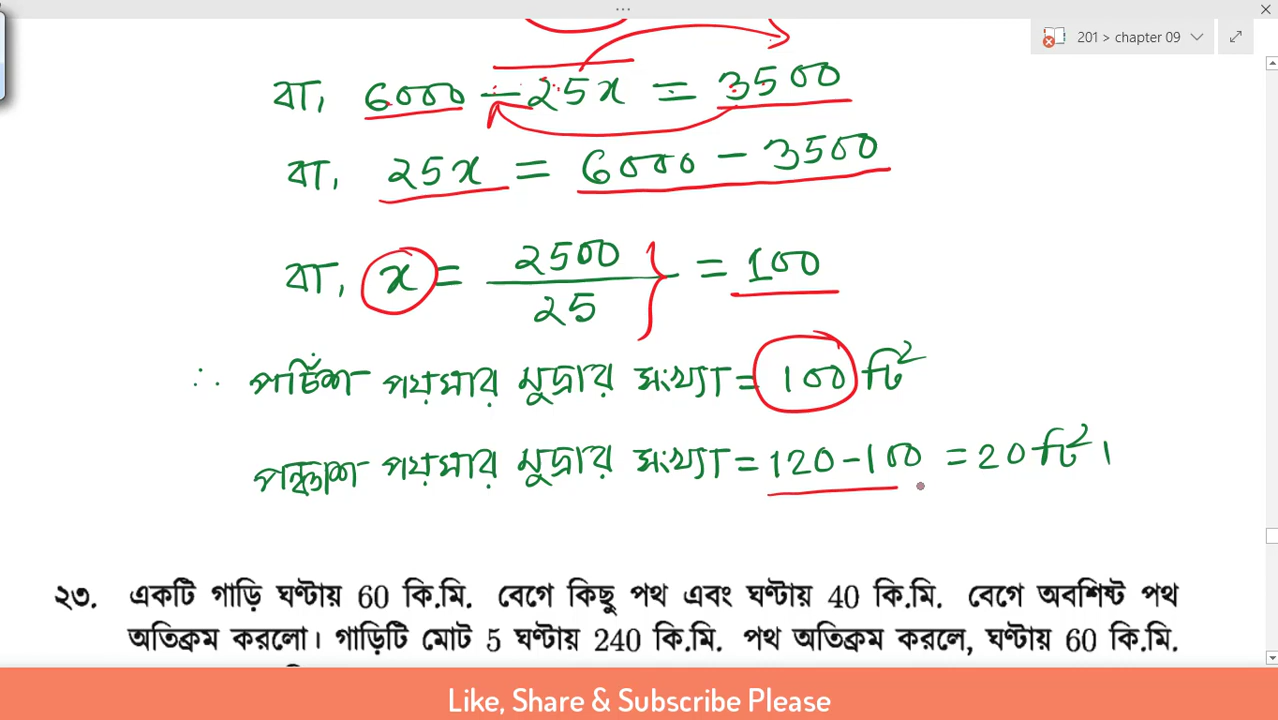 201 > chapter 09
বা, 6000 - 25x = 3500
বা, 25x = 6000 - 3500
বা, x = 2500/25 = 100
∴ পঁচিশ পয়সার মুদ্রার সংখ্যা = 100 টি
পঞ্চাশ পয়সার মুদ্রার সংখ্যা = 120 - 100 = 20 টি।
২৩. একটি গাড়ি ঘণ্টায় 60 কি.মি. বেগে কিছু পথ এবং ঘণ্টায় 40 কি.মি. বেগে অবশিষ্ট পথ
অতিক্রম করলো। গাড়িটি মোট 5 ঘণ্টায় 240 কি.মি. পথ অতিক্রম করলে, ঘণ্টায় 60 কি.মি.
Like, Share & Subscribe Please